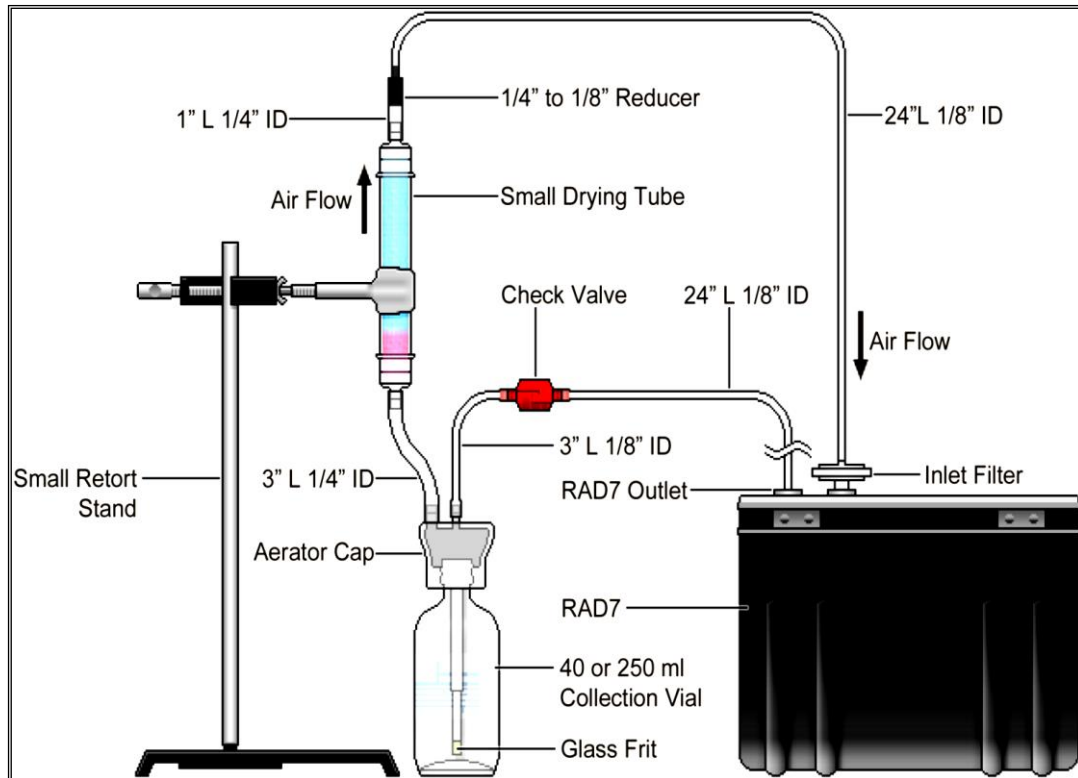 1/4” to 1/8” Reducer
1” L 1/4” ID
24”L 1/8” ID
Air Flow
Small Drying Tube
Check Valve
24” L 1/8” ID
Air Flow
3” L 1/8” ID
Small Retort
Stand
3” L 1/4” ID
Inlet Filter
RAD7 Outlet
Aerator Cap
RAD7
40 or 250 ml
Collection Vial
Glass Frit